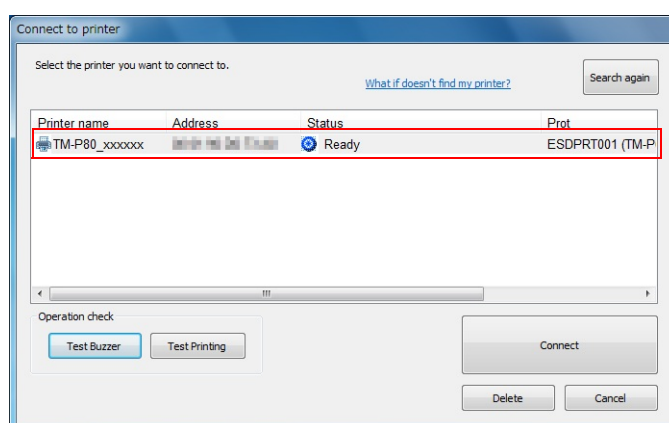 Connect to printer
Select the printer you want to connect to.
What if doesn't find my printer?
Search again
Printer name Address Status Prot
TM-P80_xxxxxx Ready ESDPRT001 (TM-P
Operation check
Test Buzzer Test Printing
Connect
Delete Cancel